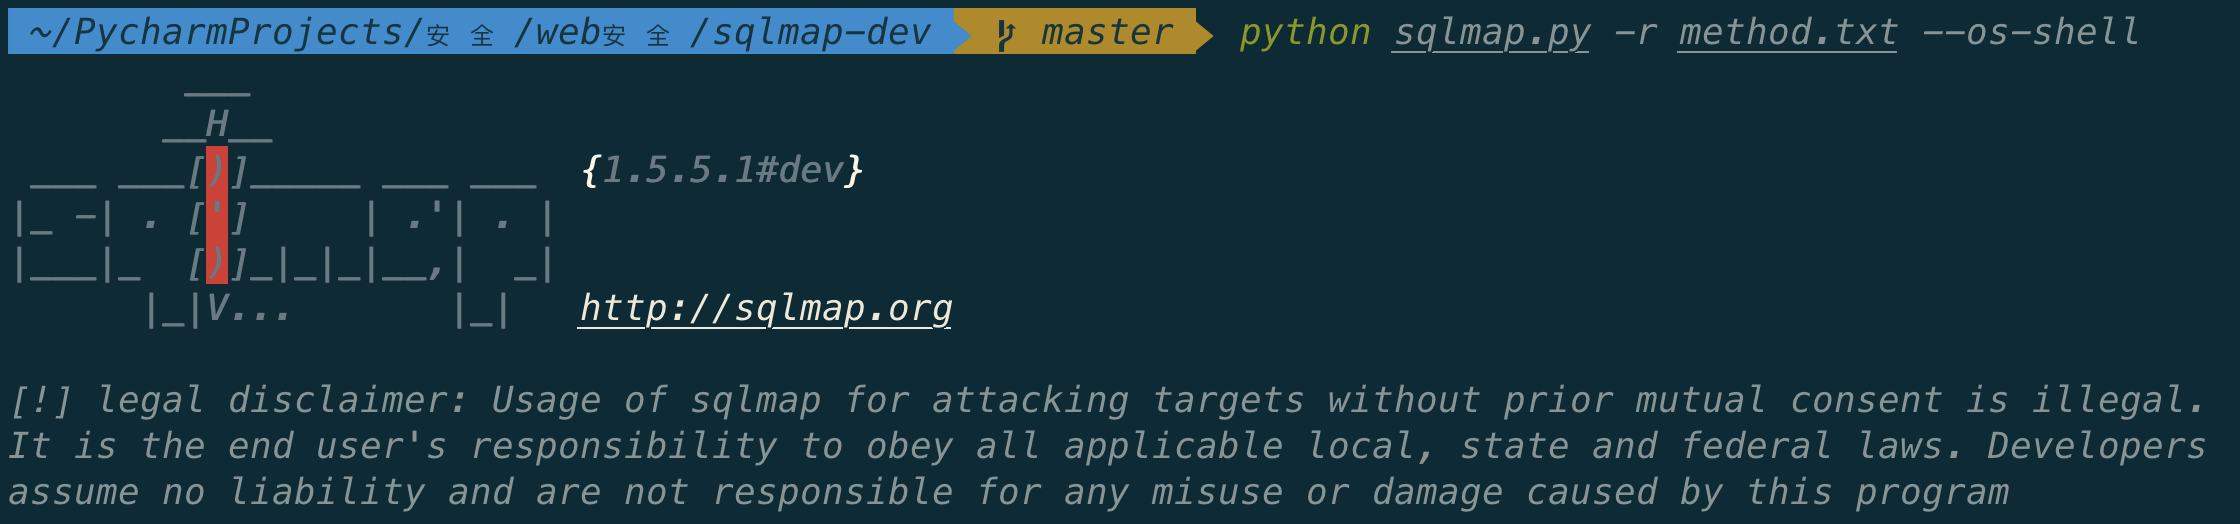 ~/PycharmProjects/安全/web安全/sqlmap-dev master python sqlmap.py -r method.txt --os-shell
        ___
       __H__
 ___ ___[)]_____ ___ ___  {1.5.5.1#dev}
|_ -| . [']     | .'| . |
|___|_  [)]_|_|_|__,|  _|
      |_|V...       |_|   http://sqlmap.org
[!] legal disclaimer: Usage of sqlmap for attacking targets without prior mutual consent is illegal.
It is the end user's responsibility to obey all applicable local, state and federal laws. Developers
assume no liability and are not responsible for any misuse or damage caused by this program